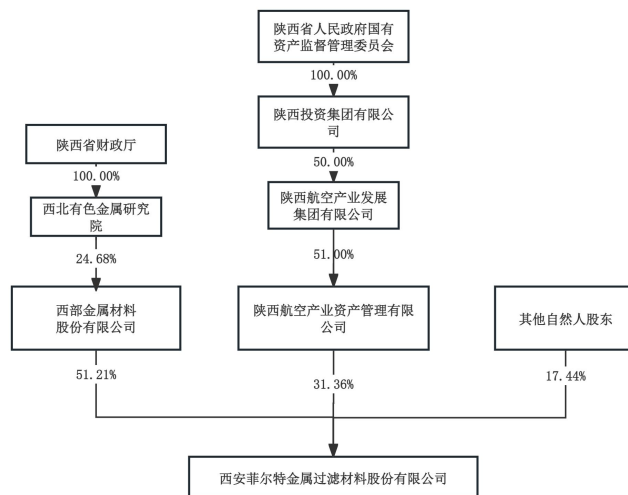 陕西省人民政府国有
资产监督管理委员会
100.00%
陕西投资集团有限公
司
陕西省财政厅
50.00%
100.00%
陕西航空产业发展
集团有限公司
西北有色金属研究
院
24.68%
51.00%
西部金属材料
股份有限公司
陕西航空产业资产管理有限
公司
其他自然人股东
51.21%
31.36%
17.44%
西安菲尔特金属过滤材料股份有限公司